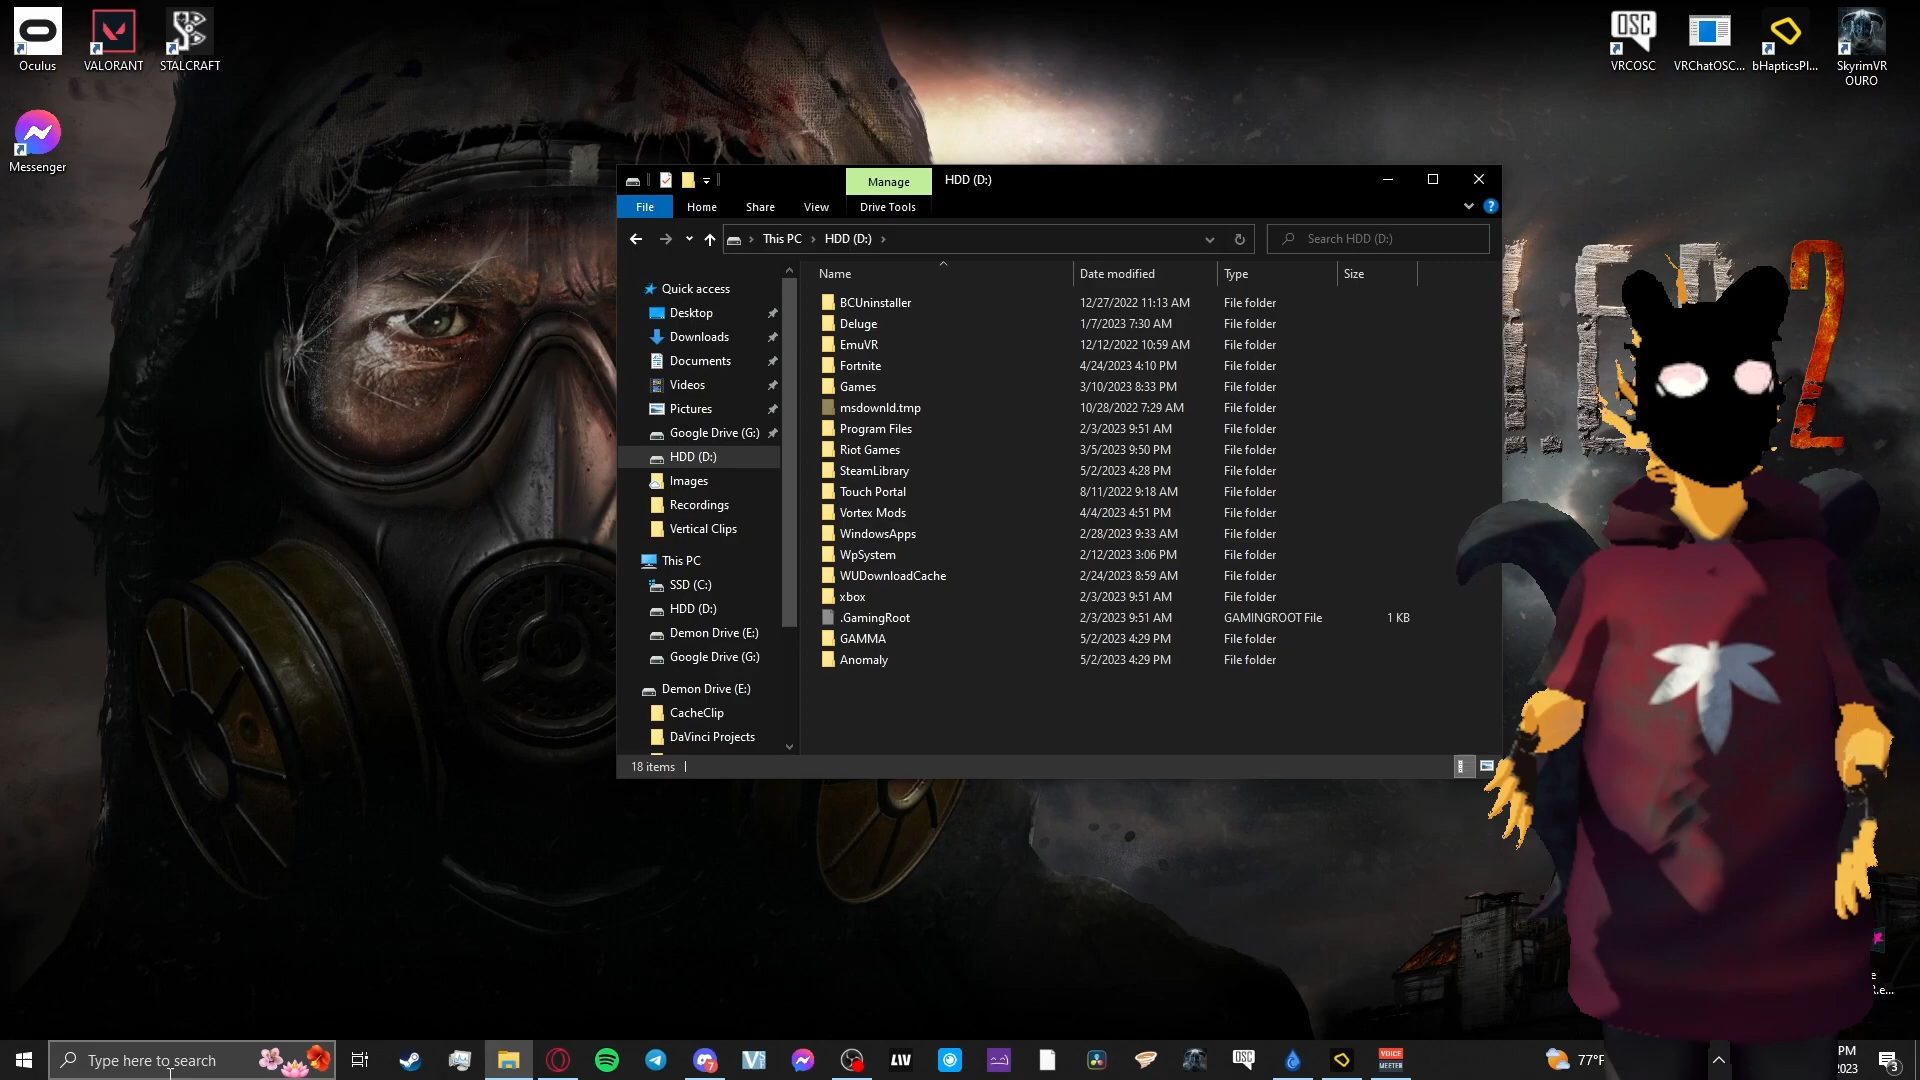 Oculus
VALORANT
STALCRAFT
Messenger
OSC
VRCOSC
VRChatOSC...
bHapticsPl...
SkyrimVR
OURO
Manage
HDD (D:)
File
Home
Share
View
Drive Tools
?
This PC > HDD (D:) >
Search HDD (D:)
Name
Date modified
Type
Size
Quick access
Desktop
Downloads
Documents
Videos
Pictures
Google Drive (G:)
HDD (D:)
Images
Recordings
Vertical Clips
This PC
SSD (C:)
HDD (D:)
Demon Drive (E:)
Google Drive (G:)
Demon Drive (E:)
CacheClip
DaVinci Projects
BCUninstaller 12/27/2022 11:13 AM File folder
Deluge 1/7/2023 7:30 AM File folder
EmuVR 12/12/2022 10:59 AM File folder
Fortnite 4/24/2023 4:10 PM File folder
Games 3/10/2023 8:33 PM File folder
msdownld.tmp 10/28/2022 7:29 AM File folder
Program Files 2/3/2023 9:51 AM File folder
Riot Games 3/5/2023 9:50 PM File folder
SteamLibrary 5/2/2023 4:28 PM File folder
Touch Portal 8/11/2022 9:18 AM File folder
Vortex Mods 4/4/2023 4:51 PM File folder
WindowsApps 2/28/2023 9:33 AM File folder
WpSystem 2/12/2023 3:06 PM File folder
WUDownloadCache 2/24/2023 8:59 AM File folder
xbox 2/3/2023 9:51 AM File folder
.GamingRoot 2/3/2023 9:51 AM GAMINGROOT File 1 KB
GAMMA 5/2/2023 4:29 PM File folder
Anomaly 5/2/2023 4:29 PM File folder
18 items
2
Type here to search
7
LIV
OSC
VOICE
MEETER
77°F
PM
2023
3